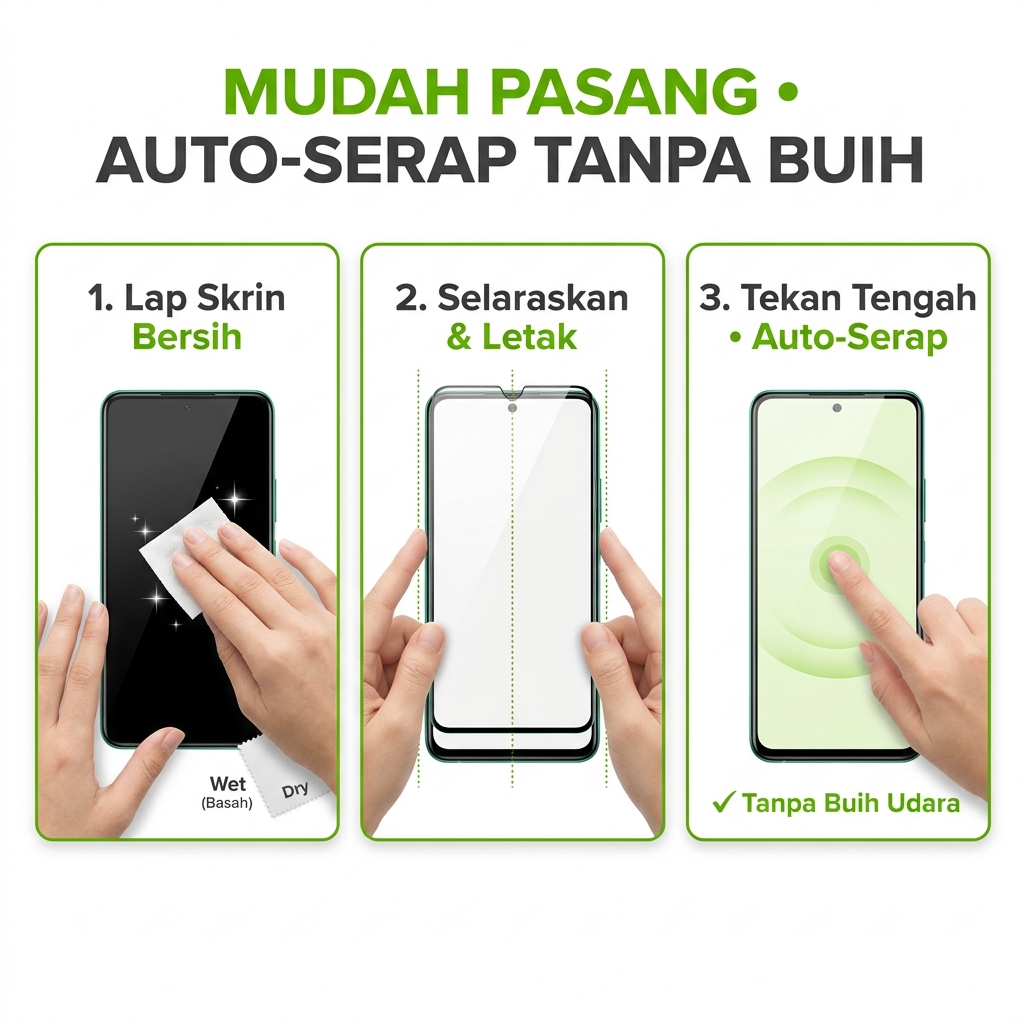 MUDAH PASANG •
AUTO-SERAP TANPA BUIH
1. Lap Skrin
Bersih
Wet
(Basah)
Dry
2. Selaraskan
& Letak
3. Tekan Tengah
• Auto-Serap
✓ Tanpa Buih Udara